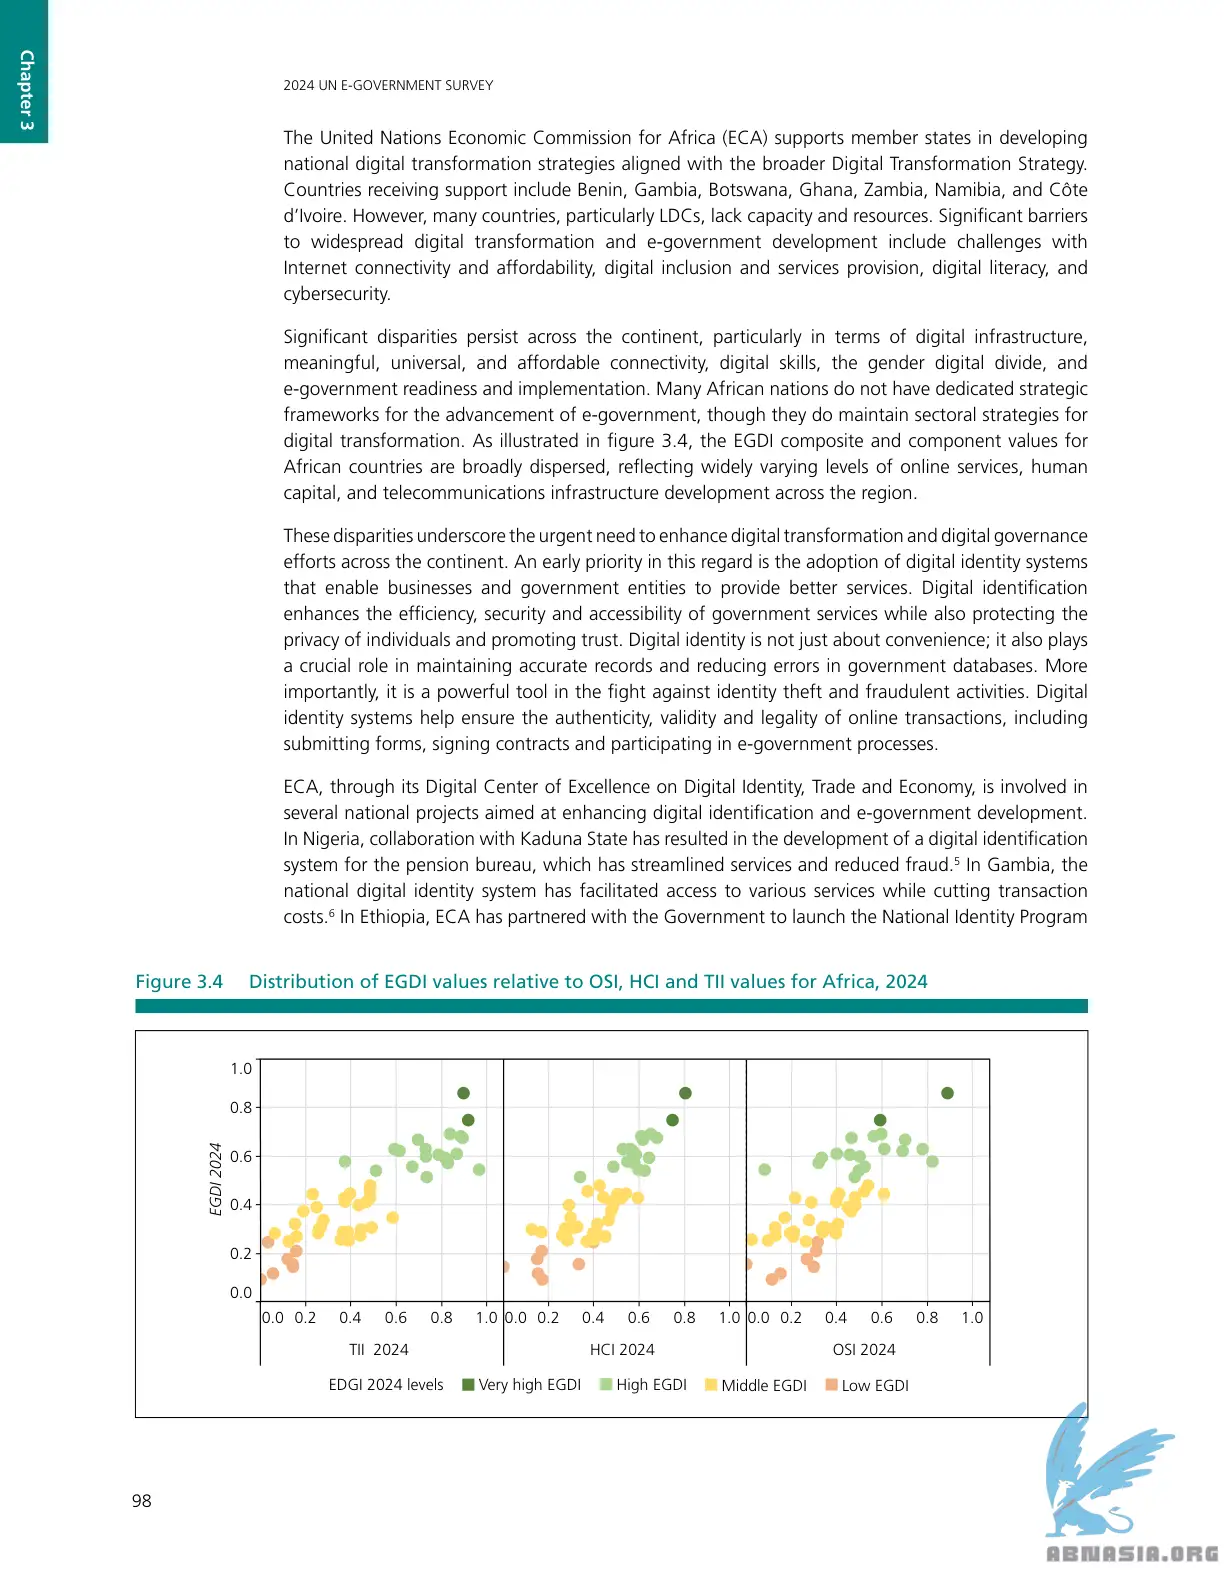 Chapter 3
2024 UN E-GOVERNMENT SURVEY
The United Nations Economic Commission for Africa (ECA) supports member states in developing
national digital transformation strategies aligned with the broader Digital Transformation Strategy.
Countries receiving support include Benin, Gambia, Botswana, Ghana, Zambia, Namibia, and Côte
d’Ivoire. However, many countries, particularly LDCs, lack capacity and resources. Significant barriers
to widespread digital transformation and e-government development include challenges with
Internet connectivity and affordability, digital inclusion and services provision, digital literacy, and
cybersecurity.
Significant disparities persist across the continent, particularly in terms of digital infrastructure,
meaningful, universal, and affordable connectivity, digital skills, the gender digital divide, and
e-government readiness and implementation. Many African nations do not have dedicated strategic
frameworks for the advancement of e-government, though they do maintain sectoral strategies for
digital transformation. As illustrated in figure 3.4, the EGDI composite and component values for
African countries are broadly dispersed, reflecting widely varying levels of online services, human
capital, and telecommunications infrastructure development across the region.
These disparities underscore the urgent need to enhance digital transformation and digital governance
efforts across the continent. An early priority in this regard is the adoption of digital identity systems
that enable businesses and government entities to provide better services. Digital identification
enhances the efficiency, security and accessibility of government services while also protecting the
privacy of individuals and promoting trust. Digital identity is not just about convenience; it also plays
a crucial role in maintaining accurate records and reducing errors in government databases. More
importantly, it is a powerful tool in the fight against identity theft and fraudulent activities. Digital
identity systems help ensure the authenticity, validity and legality of online transactions, including
submitting forms, signing contracts and participating in e-government processes.
ECA, through its Digital Center of Excellence on Digital Identity, Trade and Economy, is involved in
several national projects aimed at enhancing digital identification and e-government development.
In Nigeria, collaboration with Kaduna State has resulted in the development of a digital identification
system for the pension bureau, which has streamlined services and reduced fraud.⁵ In Gambia, the
national digital identity system has facilitated access to various services while cutting transaction
costs.⁶ In Ethiopia, ECA has partnered with the Government to launch the National Identity Program
Figure 3.4 Distribution of EGDI values relative to OSI, HCI and TII values for Africa, 2024
EGDI 2024
1.0
0.8
0.6
0.4
0.2
0.0
0.0 0.2 0.4 0.6 0.8 1.0 0.0 0.2 0.4 0.6 0.8 1.0 0.0 0.2 0.4 0.6 0.8 1.0
TII 2024 HCI 2024 OSI 2024
EDGI 2024 levels Very high EGDI High EGDI Middle EGDI Low EGDI
98
ABNASIA.ORG